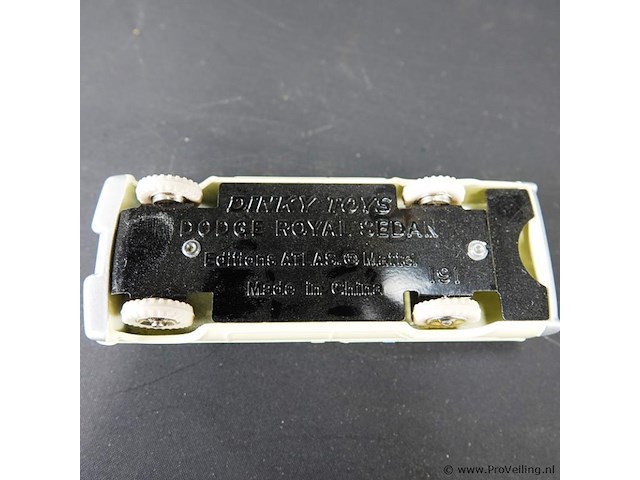 DINKY TOYS
DODGE ROYAL SEDAN
Editions ATLAS. © Mattel
191
Made in China
© www.ProVeiling.nl